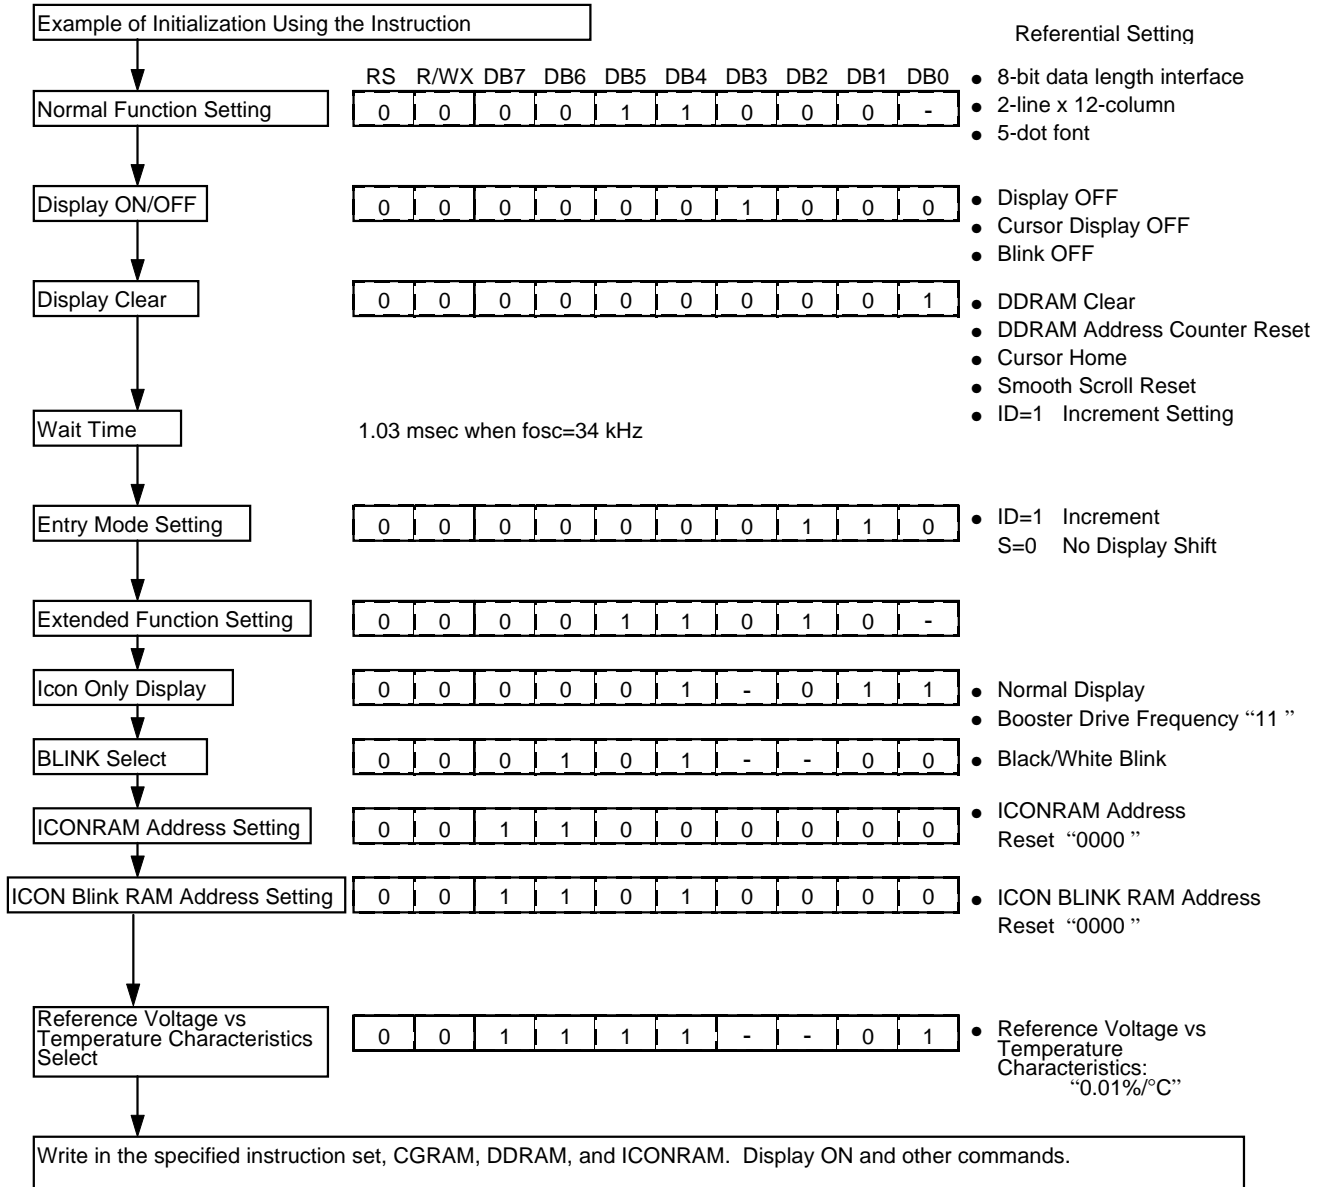 Example of Initialization Using the Instruction
Referential Setting
RS R/WX DB7 DB6 DB5 DB4 DB3 DB2 DB1 DB0
Normal Function Setting
0 0 0 0 1 1 0 0 0 -
● 8-bit data length interface
● 2-line x 12-column
● 5-dot font
Display ON/OFF
0 0 0 0 0 0 1 0 0 0
● Display OFF
● Cursor Display OFF
● Blink OFF
Display Clear
0 0 0 0 0 0 0 0 0 1
● DDRAM Clear
● DDRAM Address Counter Reset
● Cursor Home
● Smooth Scroll Reset
● ID=1 Increment Setting
Wait Time
1.03 msec when fosc=34 kHz
Entry Mode Setting
0 0 0 0 0 0 0 1 1 0
● ID=1 Increment
S=0 No Display Shift
Extended Function Setting
0 0 0 0 1 1 0 1 0 -
Icon Only Display
0 0 0 0 0 1 - 0 1 1
● Normal Display
● Booster Drive Frequency “11 ”
BLINK Select
0 0 0 1 0 1 - - 0 0
● Black/White Blink
ICONRAM Address Setting
0 0 1 1 0 0 0 0 0 0
● ICONRAM Address
Reset “0000 ”
ICON Blink RAM Address Setting
0 0 1 1 0 1 0 0 0 0
● ICON BLINK RAM Address
Reset “0000 ”
Reference Voltage vs
Temperature Characteristics
Select
0 0 1 1 1 1 - - 0 1
● Reference Voltage vs
Temperature
Characteristics:
“0.01%/°C”
Write in the specified instruction set, CGRAM, DDRAM, and ICONRAM. Display ON and other commands.